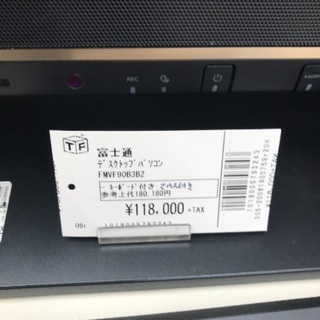 REC
TF
富士通
デスクトップパソコン
FMVF90B3B2
キーボード付き マウス付き
参考上代180,180円
¥118,000 +TAX
08r
1019005753243